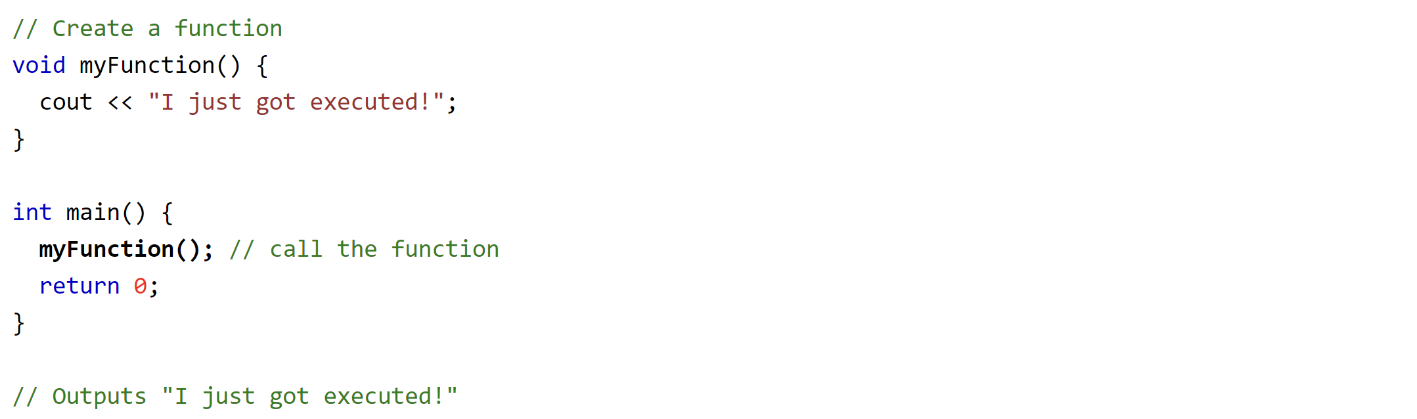 // Create a function
void myFunction() {
  cout << "I just got executed!";
}

int main() {
  myFunction(); // call the function
  return 0;
}

// Outputs "I just got executed!"